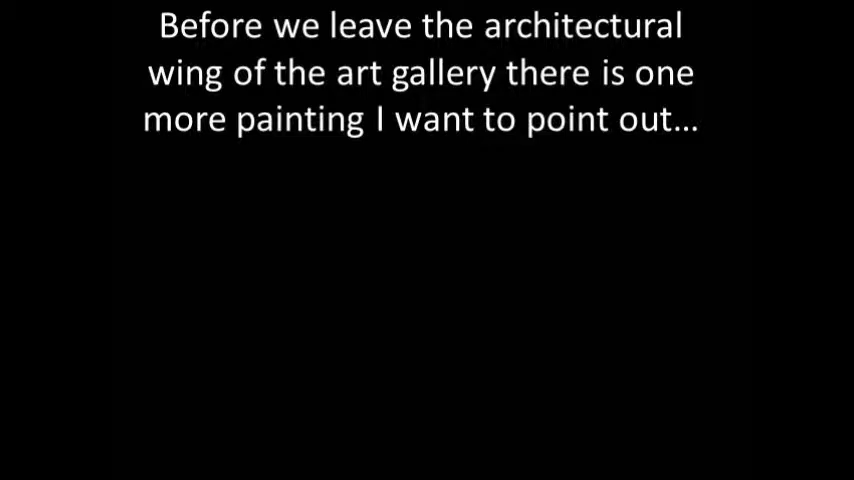 Before we leave the architectural
wing of the art gallery there is one
more painting I want to point out...